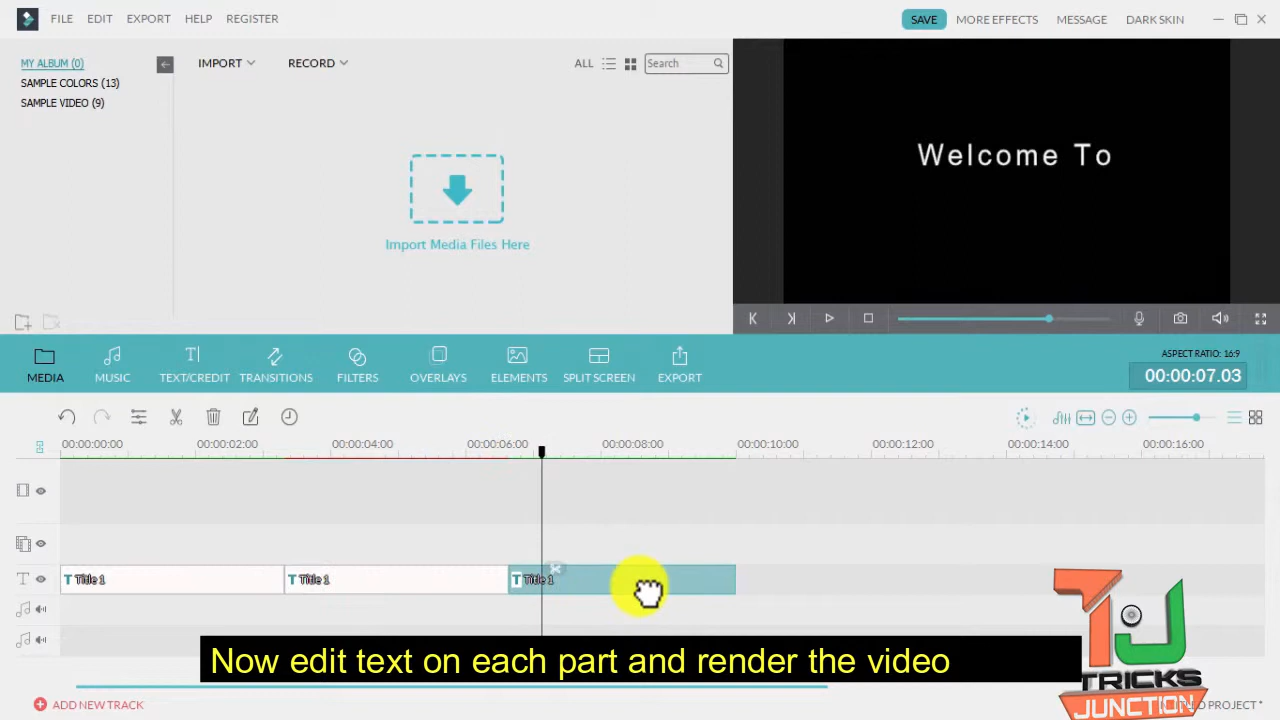 FILE EDIT EXPORT HELP REGISTER SAVE MORE EFFECTS MESSAGE DARK SKIN
MY ALBUM (0)
SAMPLE COLORS (13)
SAMPLE VIDEO (9)
IMPORT RECORD ALL Search
Import Media Files Here
Welcome To
MEDIA MUSIC TEXT/CREDIT TRANSITIONS FILTERS OVERLAYS ELEMENTS SPLIT SCREEN EXPORT
ASPECT RATIO: 16:9
00:00:07.03
00:00:00:00 00:00:02:00 00:00:04:00 00:00:06:00 00:00:08:00 00:00:10:00 00:00:12:00 00:00:14:00 00:00:16:00
T Title 1 T Title 1 T Title 1
Now edit text on each part and render the video
TJ
TRICKS
JUNCTION
ADD NEW TRACK
PROJECT *